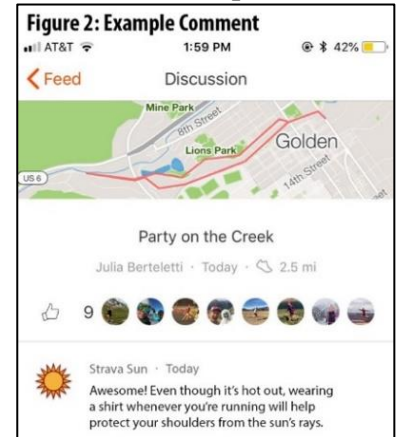 Figure 2: Example Comment
AT&T 1:59 PM 42%
Feed Discussion
Mine Park
8th Street
Lions Park
Golden
US 6
14th Street
Party on the Creek
Julia Berteletti · Today · 2.5 mi
9
Strava Sun · Today
Awesome! Even though it's hot out, wearing
a shirt whenever you're running will help
protect your shoulders from the sun's rays.